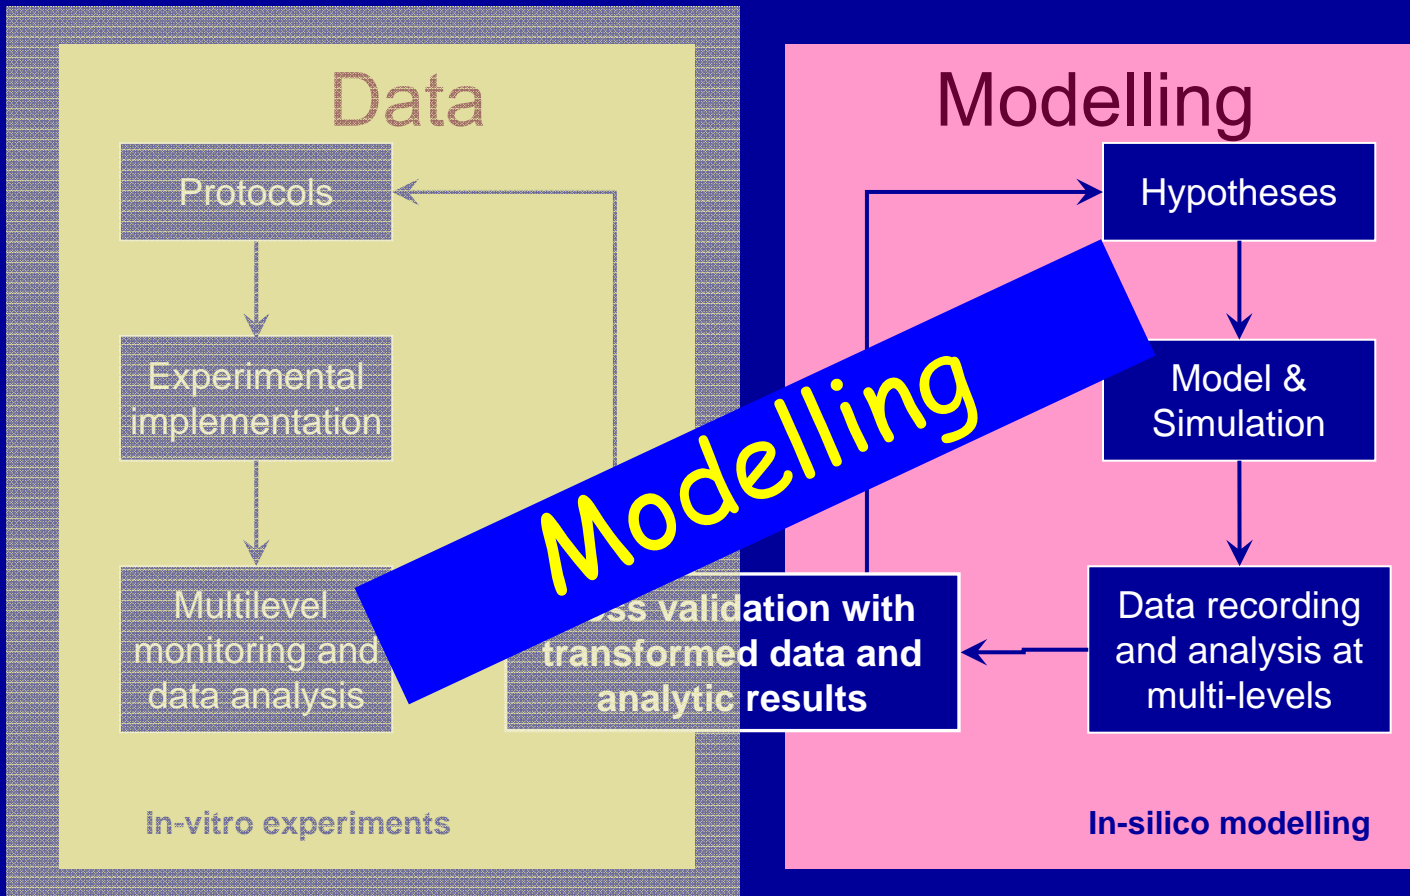 Data
Protocols
Experimental
implementation
Multilevel
monitoring and
data analysis
In-vitro experiments
Modelling
validation with
transformed data and
analytic results
Modelling
Hypotheses
Model &
Simulation
Data recording
and analysis at
multi-levels
In-silico modelling